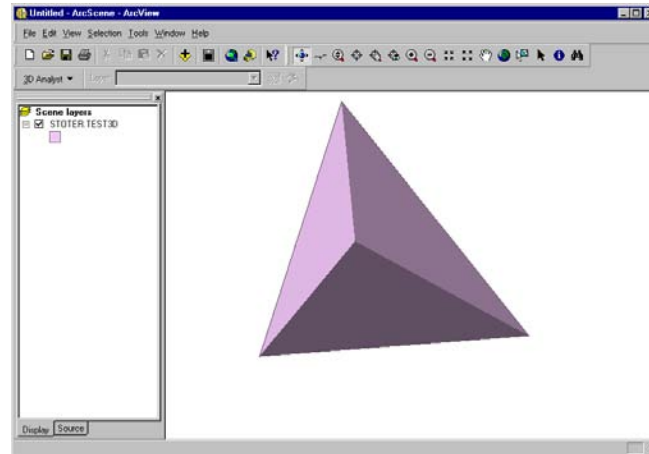 Untitled - ArcScene - ArcView
File Edit View Selection Tools Window Help
3D Analyst Layer:
Scene layers
STOTER.TEST3D
Display Source